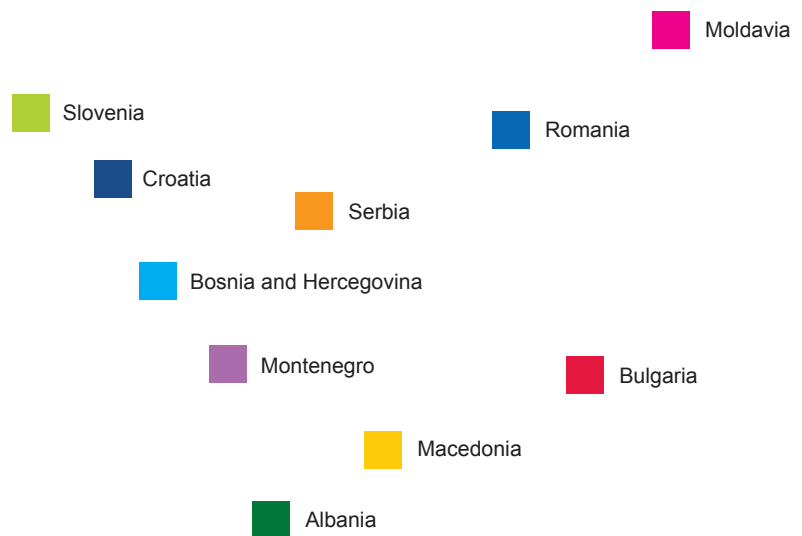 Moldavia
Slovenia
Romania
Croatia
Serbia
Bosnia and Hercegovina
Montenegro
Bulgaria
Macedonia
Albania